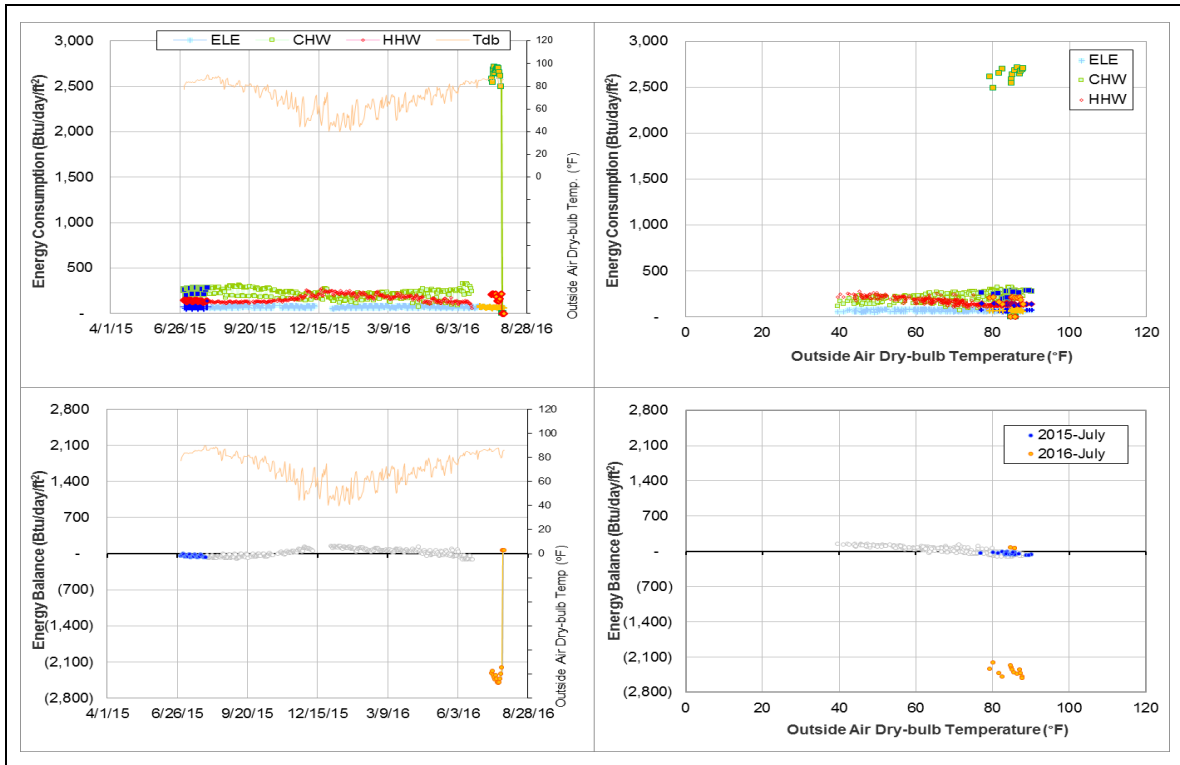 ELE CHW HHW Tdb
Energy Consumption (Btu/day/ft²)
3,000
2,500
2,000
1,500
1,000
500
-
120
100
80
60
40
20
0
Outside Air Dry-bulb Temp. (°F)
4/1/15 6/26/15 9/20/15 12/15/15 3/9/16 6/3/16 8/28/16
Energy Consumption (Btu/day/ft²)
3,000
2,500
2,000
1,500
1,000
500
-
ELE
CHW
HHW
0 20 40 60 80 100 120
Outside Air Dry-bulb Temperature (°F)
Energy Balance (Btu/day/ft²)
2,800
2,100
1,400
700
-
(700)
(1,400)
(2,100)
(2,800)
120
100
80
60
40
20
0
Outside Air Dry-bulb Temp (°F)
4/1/15 6/26/15 9/20/15 12/15/15 3/9/16 6/3/16 8/28/16
Energy Balance (Btu/day/ft²)
2,800
2,100
1,400
700
-
(700)
(1,400)
(2,100)
(2,800)
2015-July
2016-July
0 20 40 60 80 100 120
Outside Air Dry-bulb Temperature (°F)